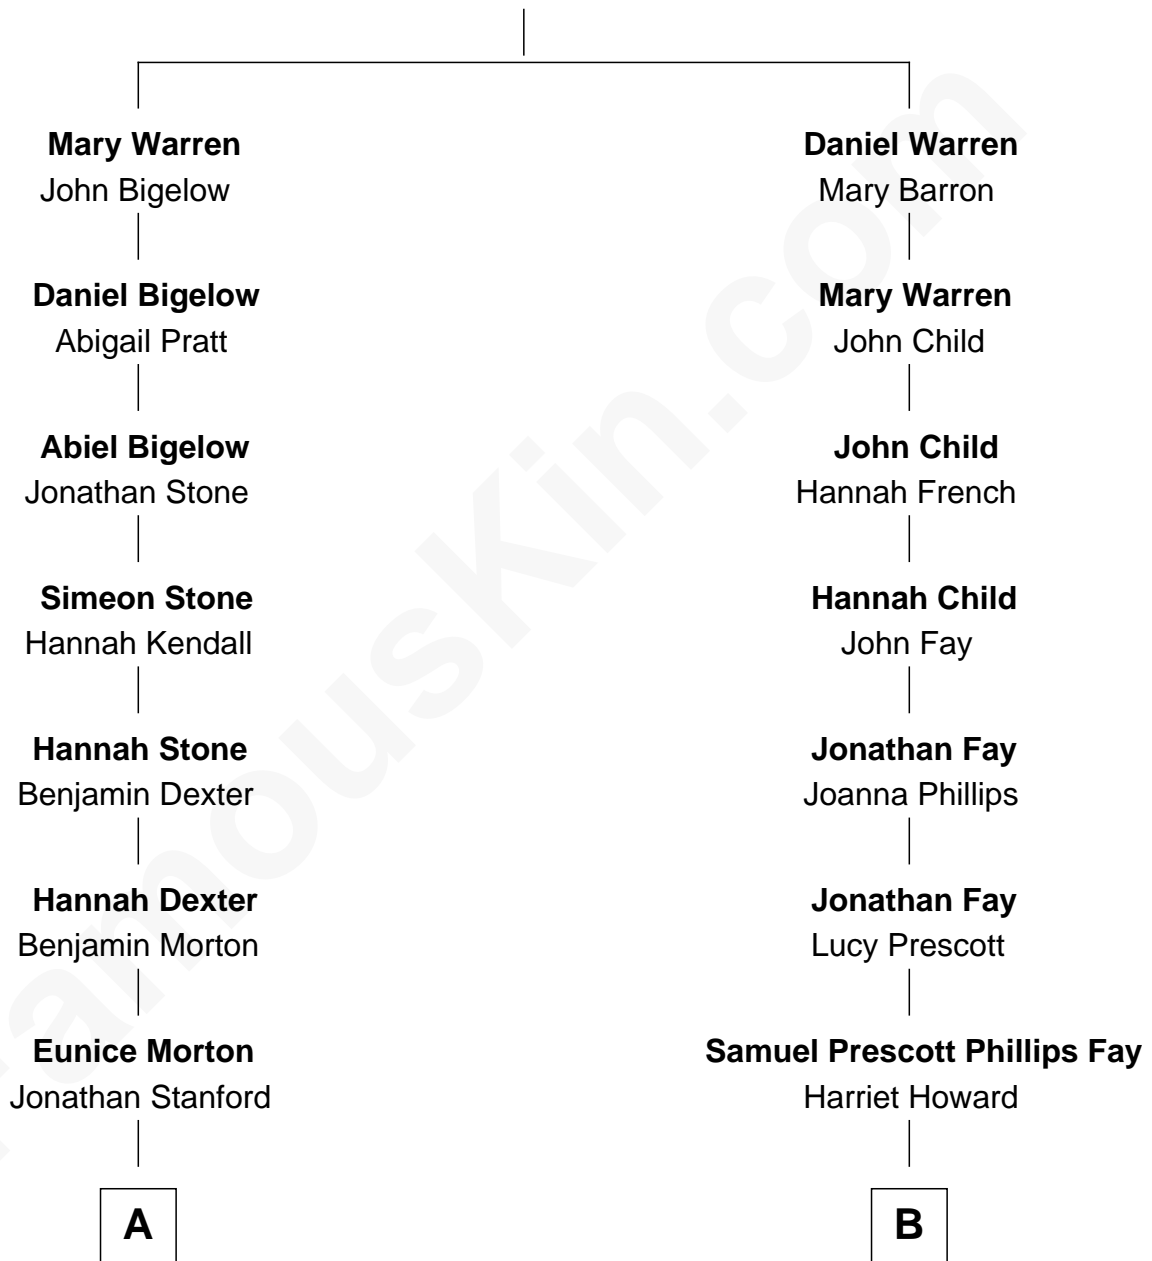 Mary Warren
John Bigelow
Daniel Bigelow
Abigail Pratt
Abiel Bigelow
Jonathan Stone
Simeon Stone
Hannah Kendall
Hannah Stone
Benjamin Dexter
Hannah Dexter
Benjamin Morton
Eunice Morton
Jonathan Stanford
A
Daniel Warren
Mary Barron
Mary Warren
John Child
John Child
Hannah French
Hannah Child
John Fay
Jonathan Fay
Joanna Phillips
Jonathan Fay
Lucy Prescott
Samuel Prescott Phillips Fay
Harriet Howard
B
FamousKin.com